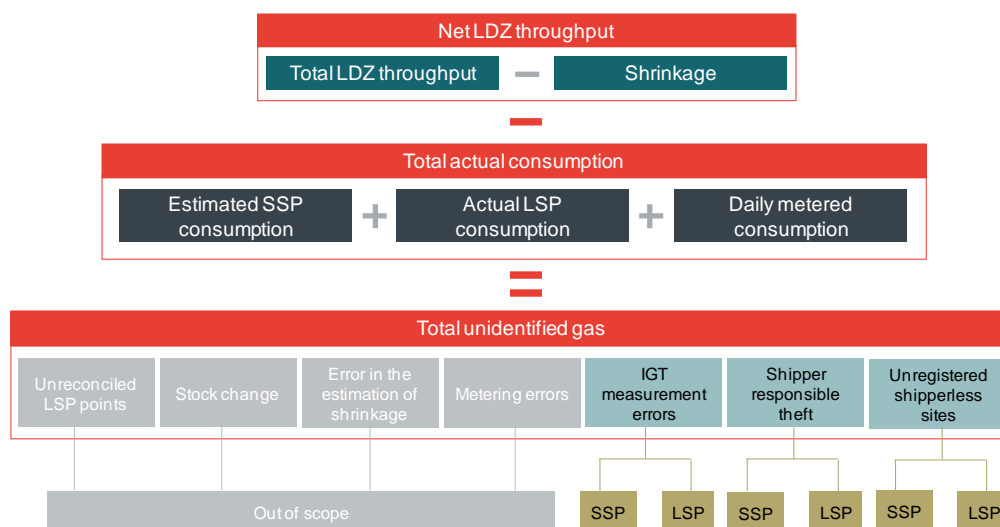 Net LDZ throughput
Total LDZ throughput
−
Shrinkage
−
Total actual consumption
Estimated SSP
consumption
+
Actual LSP
consumption
+
Daily metered
consumption
=
Total unidentified gas
Unreconciled
LSP points
Stock change
Error in the
estimation of
shrinkage
Metering errors
IGT
measurement
errors
Shipper
responsible
theft
Unregistered
shipperless
sites
Out of scope
SSP
LSP
SSP
LSP
SSP
LSP